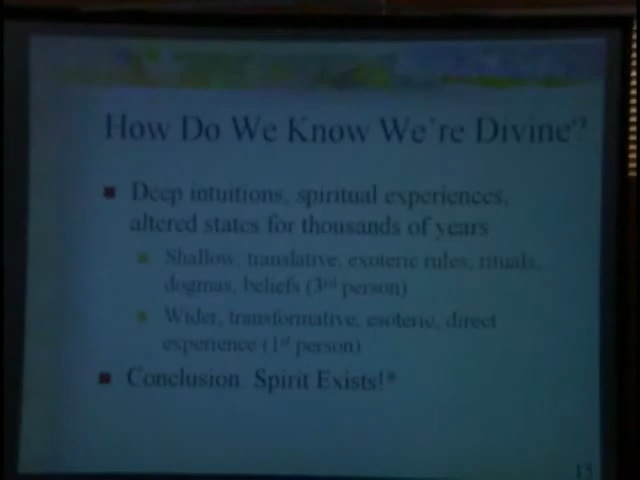 How Do We Know We're Divine?
Deep intuitions, spiritual experiences,
altered states for thousands of years
Shallow, translative, exoteric rules, rituals,
dogmas, beliefs (3rd person)
Wider, transformative, esoteric, direct
experience (1st person)
Conclusion: Spirit Exists!*